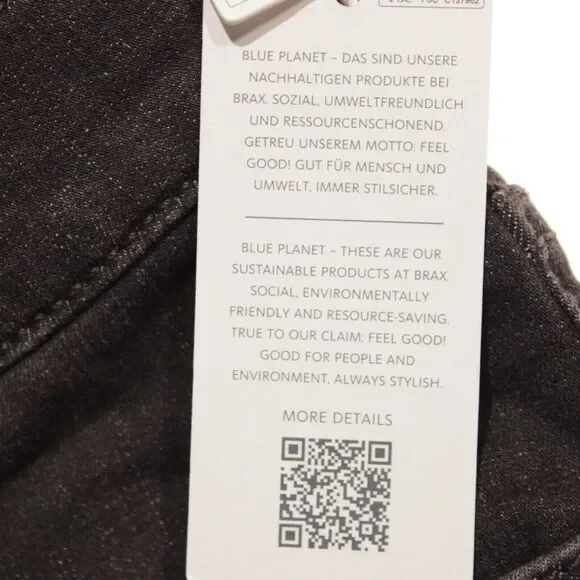 FSC® C137962
BLUE PLANET – DAS SIND UNSERE
NACHHALTIGEN PRODUKTE BEI
BRAX. SOZIAL, UMWELTFREUNDLICH
UND RESSOURCENSCHONEND.
GETREU UNSEREM MOTTO: FEEL
GOOD! GUT FÜR MENSCH UND
UMWELT, IMMER STILSICHER.
BLUE PLANET – THESE ARE OUR
SUSTAINABLE PRODUCTS AT BRAX.
SOCIAL, ENVIRONMENTALLY
FRIENDLY AND RESOURCE-SAVING.
TRUE TO OUR CLAIM: FEEL GOOD!
GOOD FOR PEOPLE AND
ENVIRONMENT, ALWAYS STYLISH.
MORE DETAILS